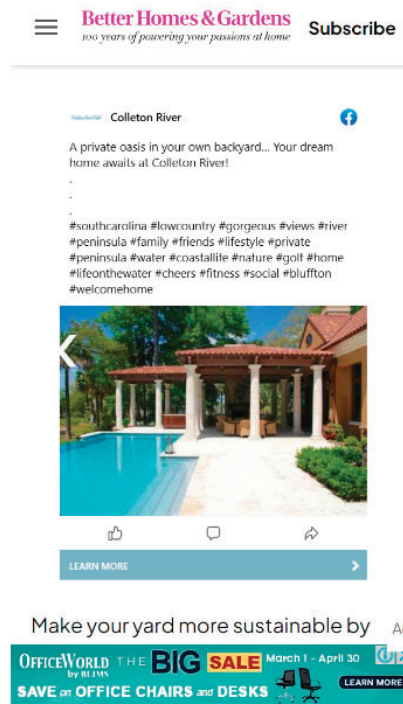 Better Homes & Gardens
100 years of powering your passions at home
Subscribe
Colleton River
A private oasis in your own backyard... Your dream
home awaits at Colleton River!
.
.
.
#southcarolina #lowcountry #gorgeous #views #river
#peninsula #family #friends #lifestyle #private
#peninsula #water #coastallife #nature #golf #home
#lifeonthewater #cheers #fitness #social #bluffton
#welcomehome
LEARN MORE
Make your yard more sustainable by
OFFICEWORLD THE BIG SALE March 1 - April 30
by BLIMS
SAVE on OFFICE CHAIRS and DESKS
LEARN MORE